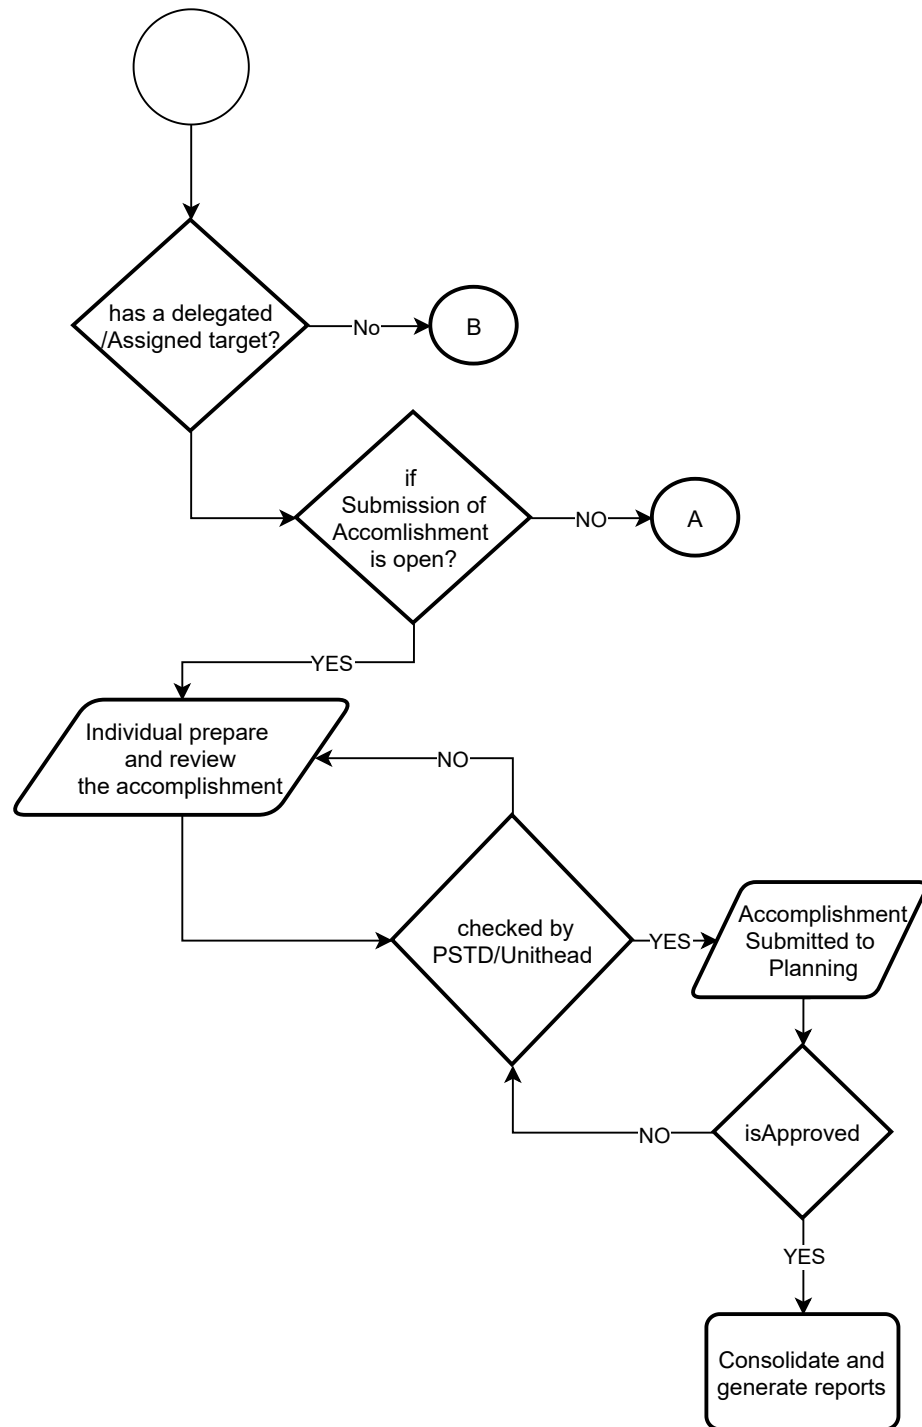 has a delegated
/Assigned target?
No
B
if
Submission of
Accomlishment
is open?
NO
A
YES
Individual prepare
and review
the accomplishment
NO
checked by
PSTD/Unithead
YES
Accomplishment
Submitted to
Planning
isApproved
NO
YES
Consolidate and
generate reports